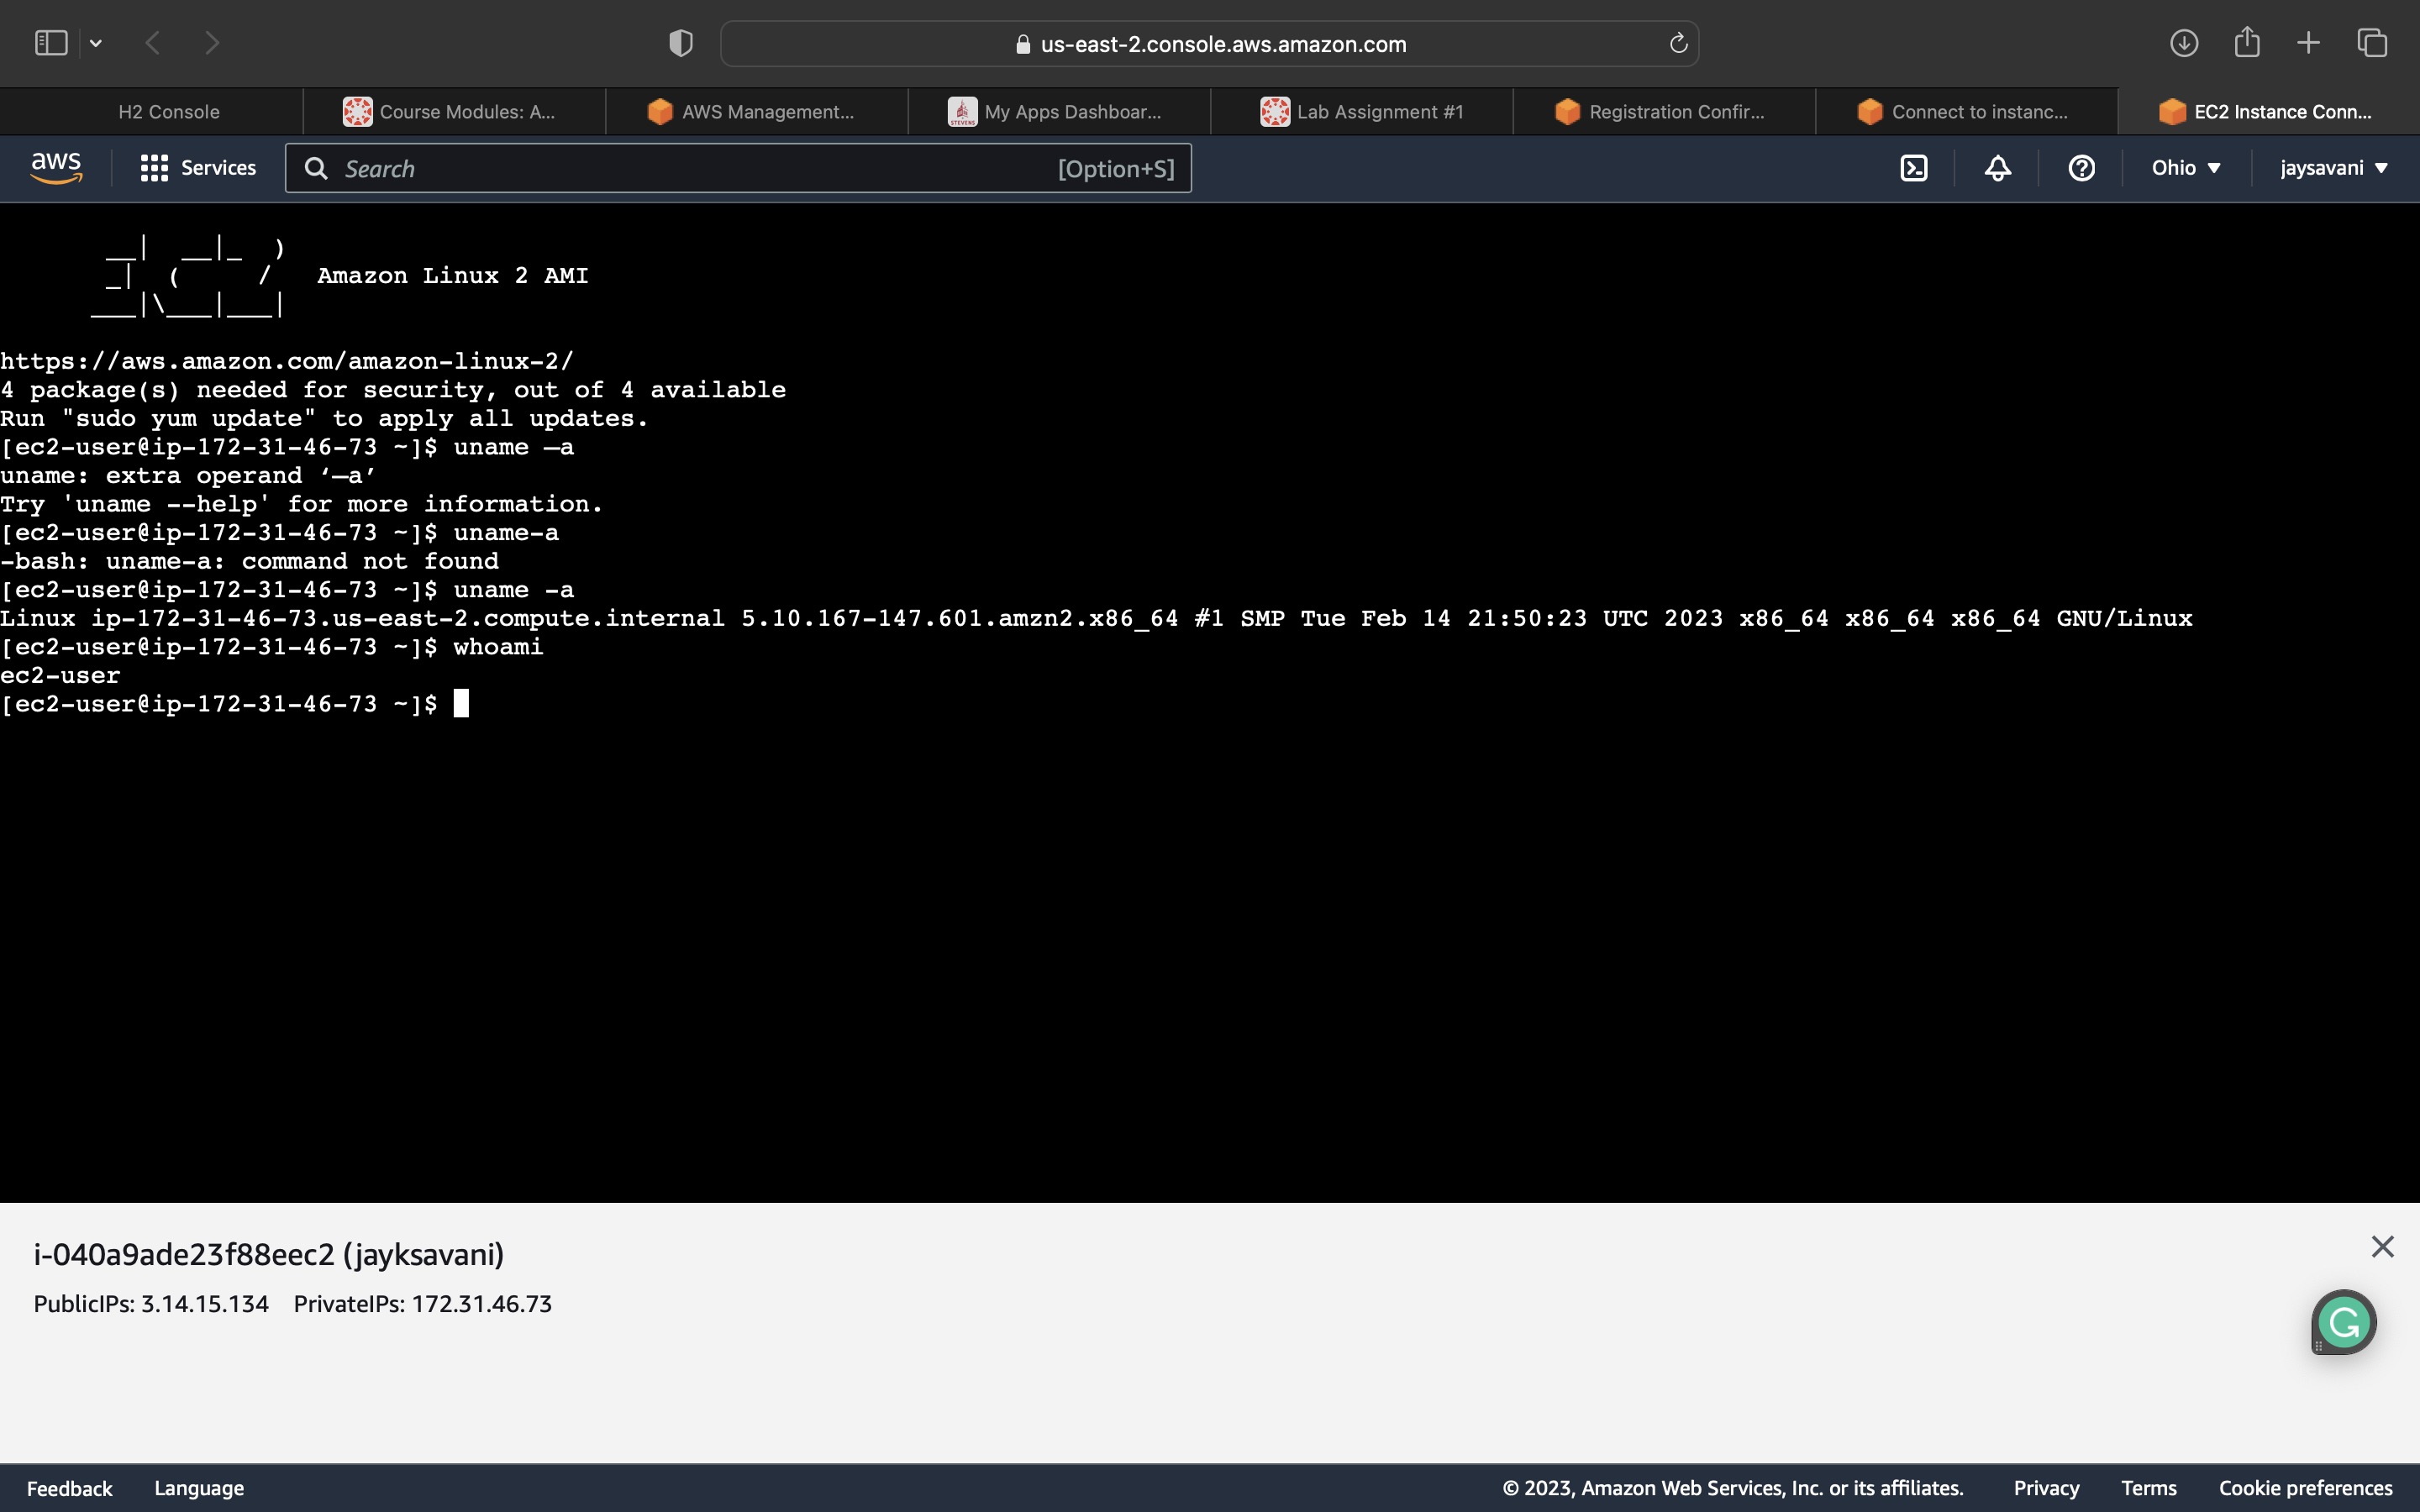 us-east-2.console.aws.amazon.com
H2 Console
Course Modules: A...
AWS Management...
STEVENS
My Apps Dashboar...
Lab Assignment #1
Registration Confir...
Connect to instanc...
EC2 Instance Conn...
aws
Services
Search
[Option+S]
Ohio
jaysavani
       __|  __|_  )
       _|  (     /   Amazon Linux 2 AMI
      ___|\___|___|
https://aws.amazon.com/amazon-linux-2/
4 package(s) needed for security, out of 4 available
Run "sudo yum update" to apply all updates.
[ec2-user@ip-172-31-46-73 ~]$ uname –a
uname: extra operand ‘–a’
Try 'uname --help' for more information.
[ec2-user@ip-172-31-46-73 ~]$ uname-a
-bash: uname-a: command not found
[ec2-user@ip-172-31-46-73 ~]$ uname -a
Linux ip-172-31-46-73.us-east-2.compute.internal 5.10.167-147.601.amzn2.x86_64 #1 SMP Tue Feb 14 21:50:23 UTC 2023 x86_64 x86_64 x86_64 GNU/Linux
[ec2-user@ip-172-31-46-73 ~]$ whoami
ec2-user
[ec2-user@ip-172-31-46-73 ~]$
i-040a9ade23f88eec2 (jayksavani)
PublicIPs: 3.14.15.134 PrivateIPs: 172.31.46.73
Feedback
Language
© 2023, Amazon Web Services, Inc. or its affiliates.
Privacy
Terms
Cookie preferences